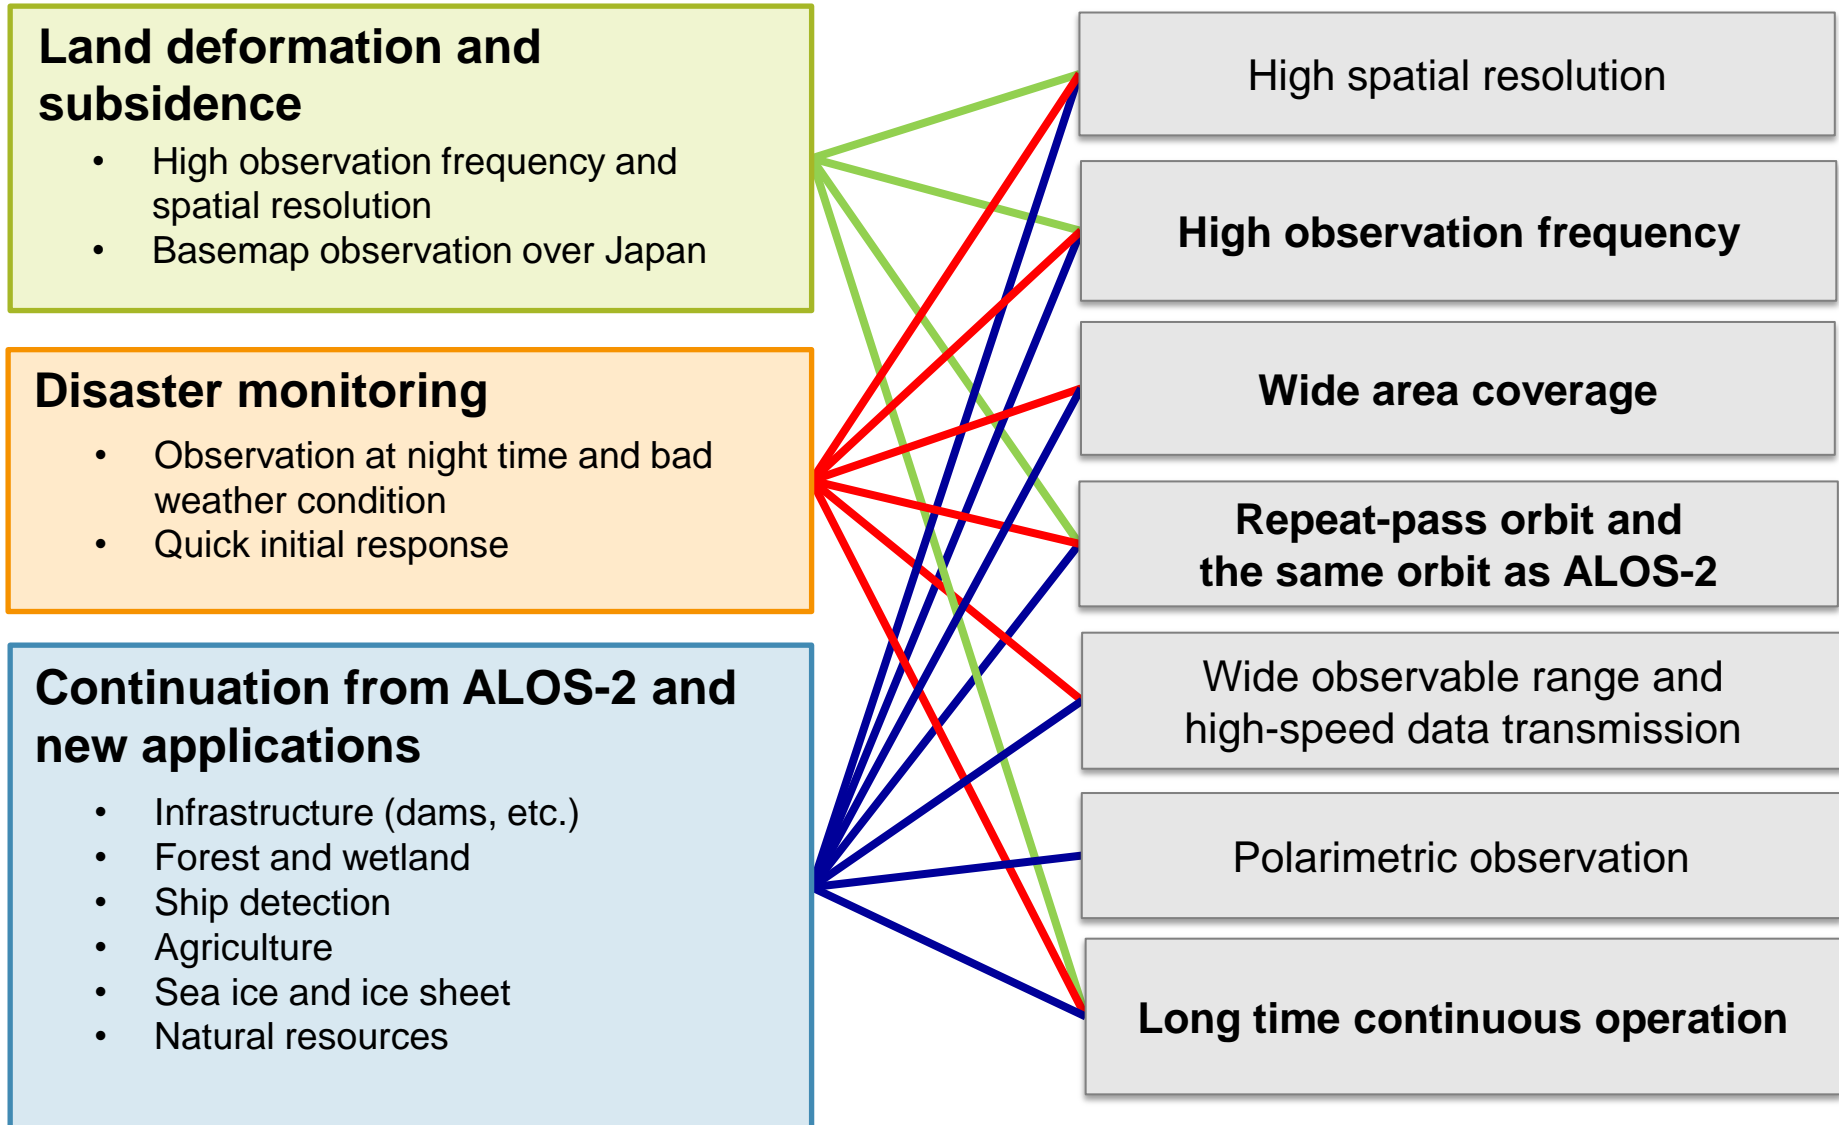 Land deformation and
subsidence
• High observation frequency and
spatial resolution
• Basemap observation over Japan
Disaster monitoring
• Observation at night time and bad
weather condition
• Quick initial response
Continuation from ALOS-2 and
new applications
• Infrastructure (dams, etc.)
• Forest and wetland
• Ship detection
• Agriculture
• Sea ice and ice sheet
• Natural resources
High spatial resolution
High observation frequency
Wide area coverage
Repeat-pass orbit and
the same orbit as ALOS-2
Wide observable range and
high-speed data transmission
Polarimetric observation
Long time continuous operation